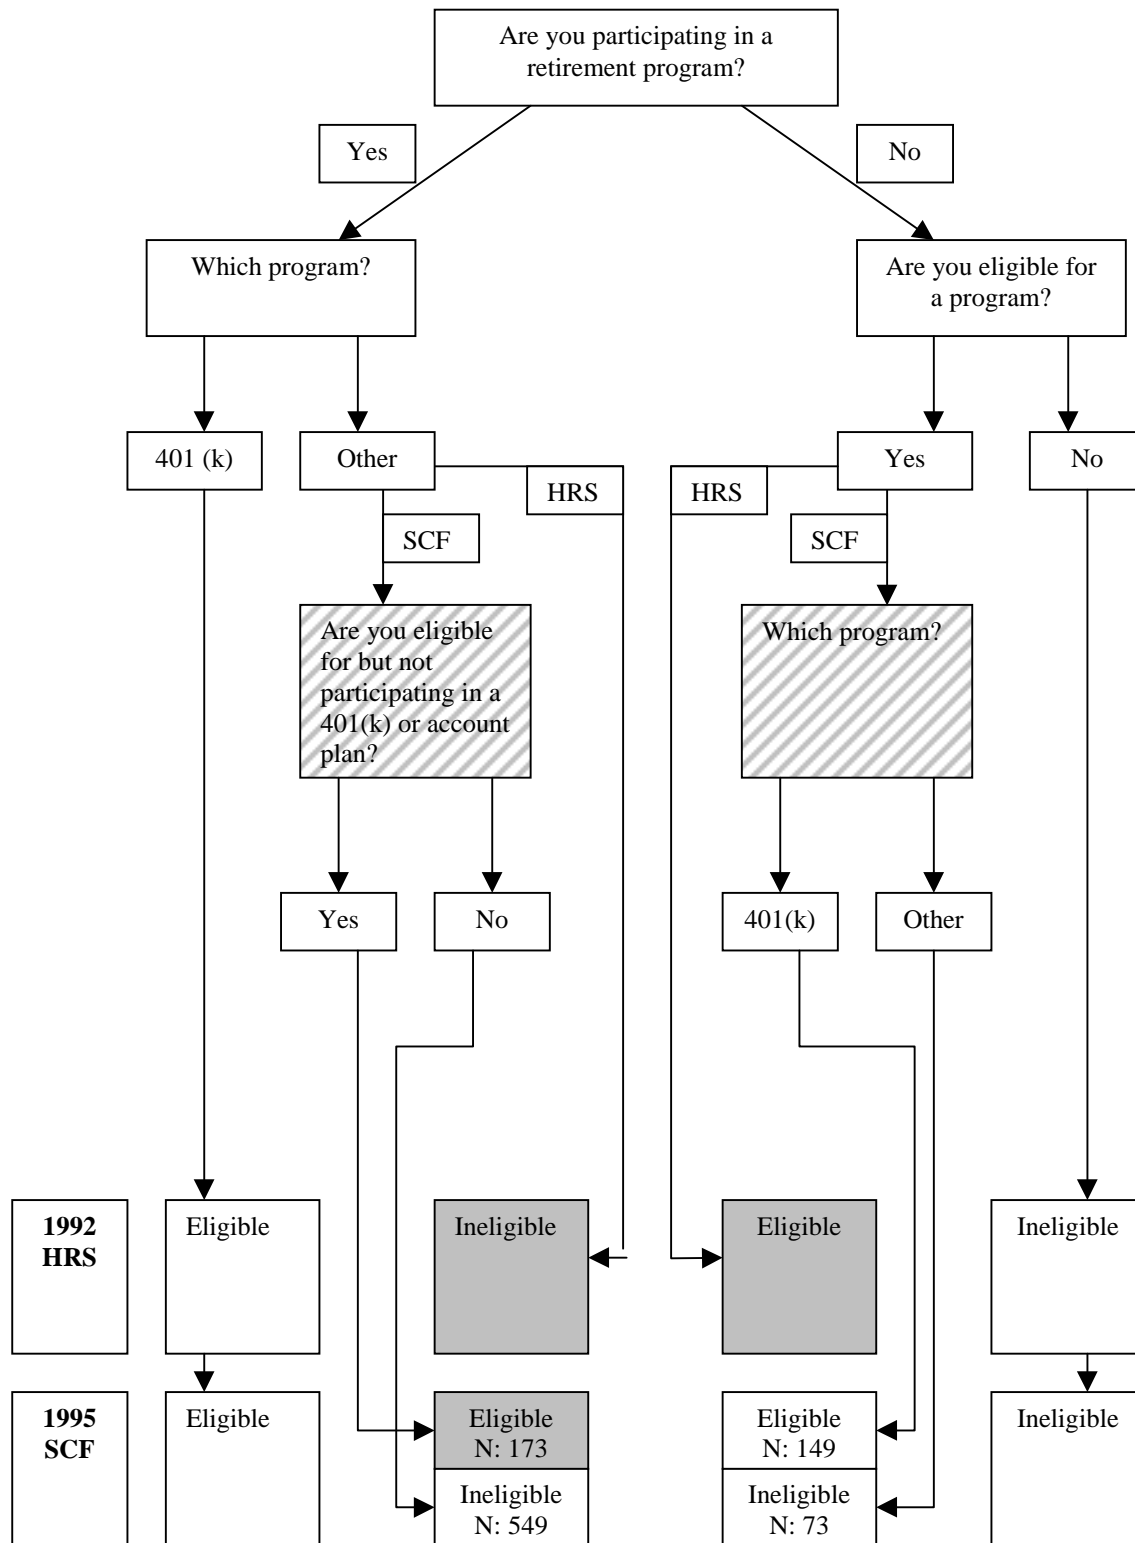 Are you participating in a
retirement program?
Yes
No
Which program?
Are you eligible for
a program?
401 (k)
Other
HRS
HRS
Yes
No
SCF
SCF
Are you eligible
for but not
participating in a
401(k) or account
plan?
Which program?
Yes
No
401(k)
Other
1992
HRS
Eligible
Ineligible
Eligible
Ineligible
1995
SCF
Eligible
Eligible
N: 173
Eligible
N: 149
Ineligible
Ineligible
N: 549
Ineligible
N: 73